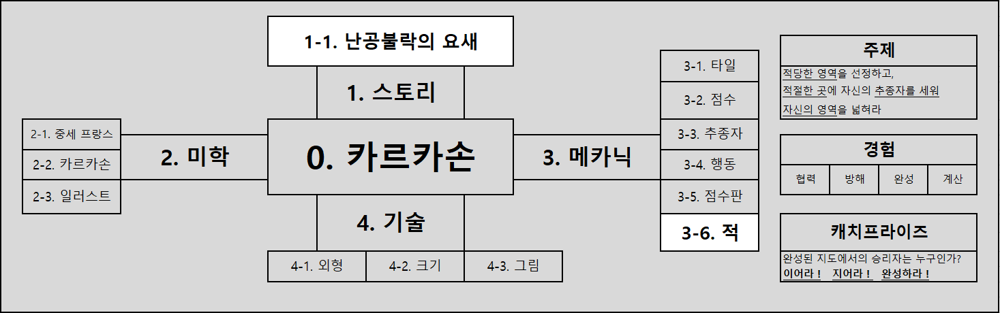 1-1. 난공불락의 요새
1. 스토리
0. 카르카손
2. 미학
2-1. 중세 프랑스
2-2. 카르카손
2-3. 일러스트
3. 메카닉
3-1. 타일
3-2. 점수
3-3. 추종자
3-4. 행동
3-5. 점수판
3-6. 적
4. 기술
4-1. 외형
4-2. 크기
4-3. 그림
주제
적당한 영역을 선정하고,
적절한 곳에 자신의 추종자를 세워
자신의 영역을 넓혀라
경험
협력 방해 완성 계산
캐치프라이즈
완성된 지도에서의 승리자는 누구인가?
이어라 ! 지어라 ! 완성하라 !